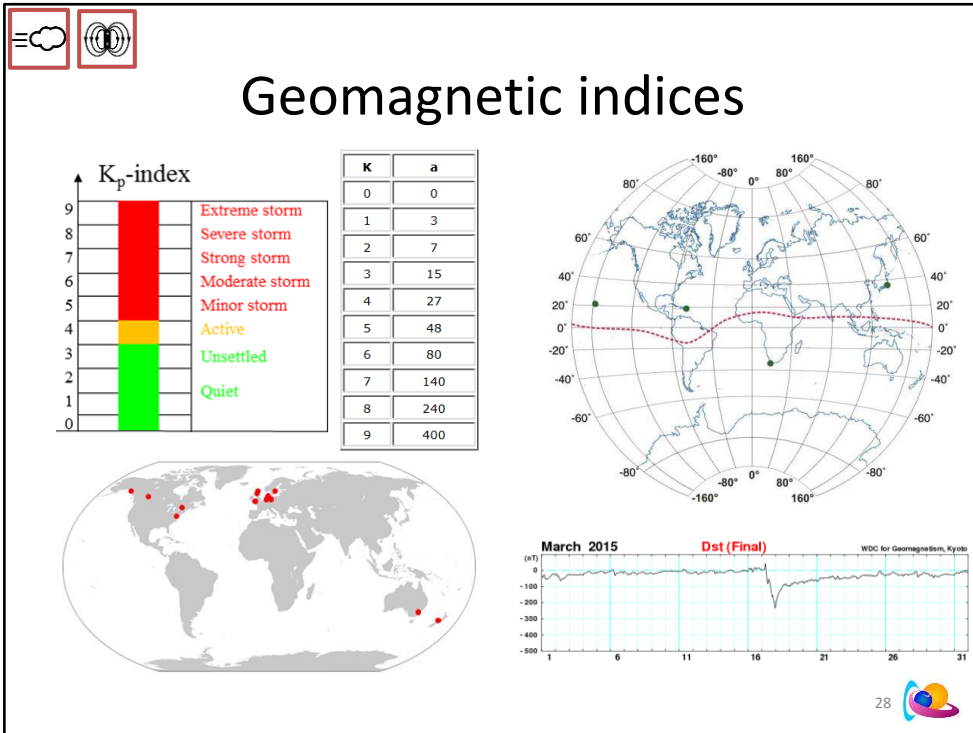 Geomagnetic indices
Kp-index
9
8
7
6
5
4
3
2
1
0
Extreme storm
Severe storm
Strong storm
Moderate storm
Minor storm
Active
Unsettled
Quiet
K a
0 0
1 3
2 7
3 15
4 27
5 48
6 80
7 140
8 240
9 400
-160° 160°
-80° 0° 80°
80° 80°
60° 60°
40° 40°
20° 20°
0° 0°
-20° -20°
-40° -40°
-60° -60°
-80° -80°
-80° 0° 80°
-160° 160°
March 2015 Dst (Final) WDC for Geomagnetism, Kyoto
(nT)
0
-100
-200
-300
-400
-500
1 6 11 16 21 26 31
28